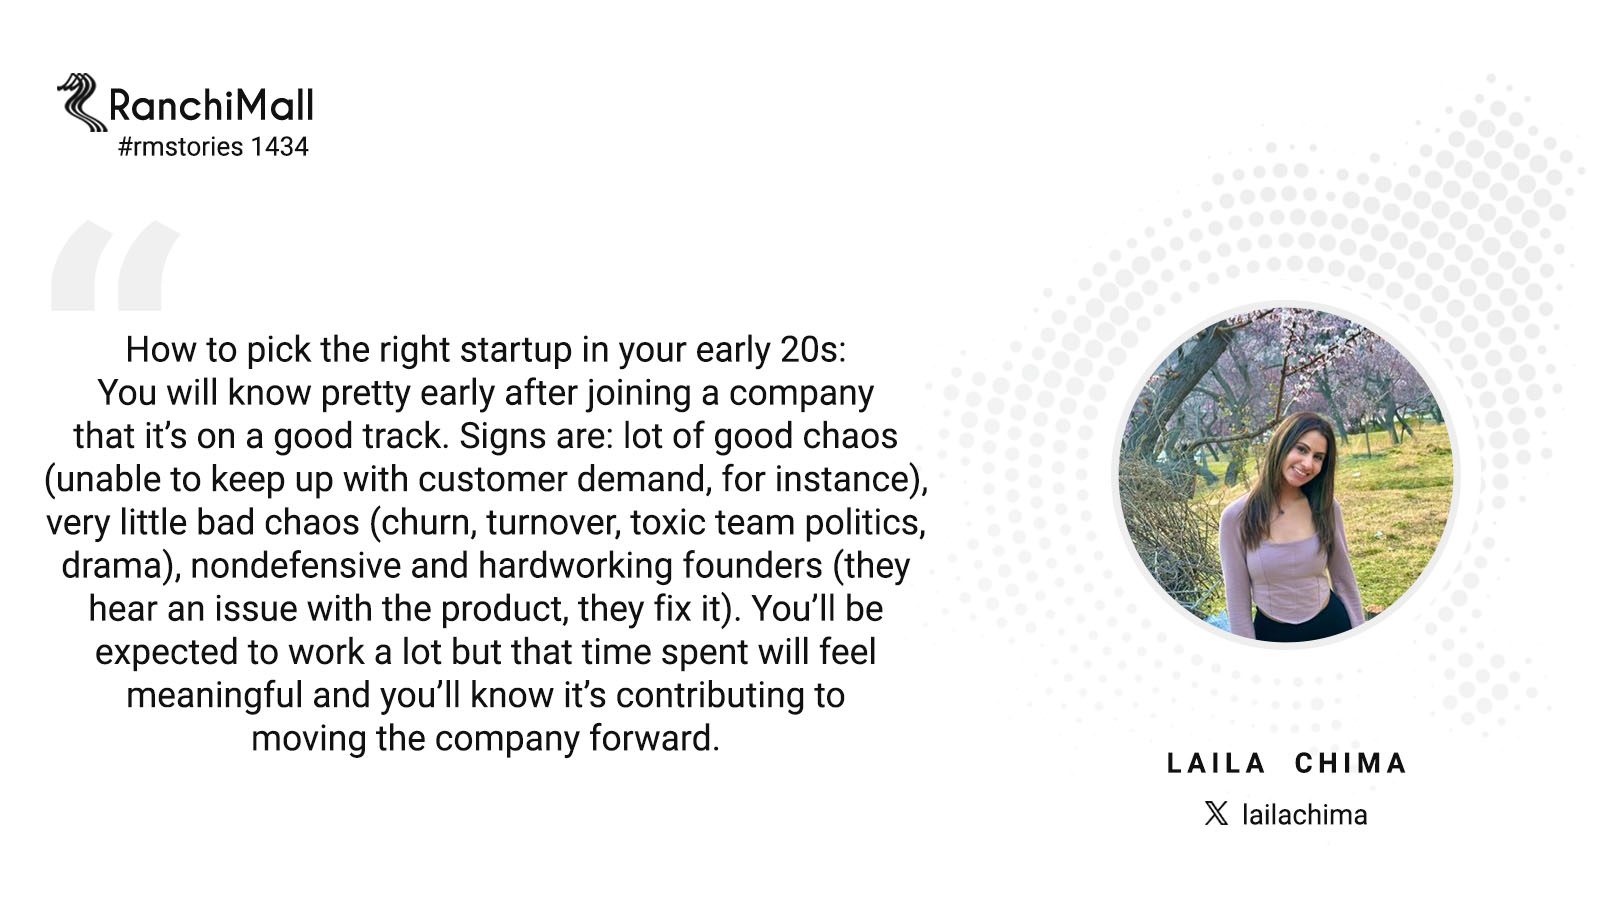 RanchiMall
#rmstories 1434
“
How to pick the right startup in your early 20s:
You will know pretty early after joining a company
that it’s on a good track. Signs are: lot of good chaos
(unable to keep up with customer demand, for instance),
very little bad chaos (churn, turnover, toxic team politics,
drama), nondefensive and hardworking founders (they
hear an issue with the product, they fix it). You’ll be
expected to work a lot but that time spent will feel
meaningful and you’ll know it’s contributing to
moving the company forward.
LAILA CHIMA
𝕏 lailachima